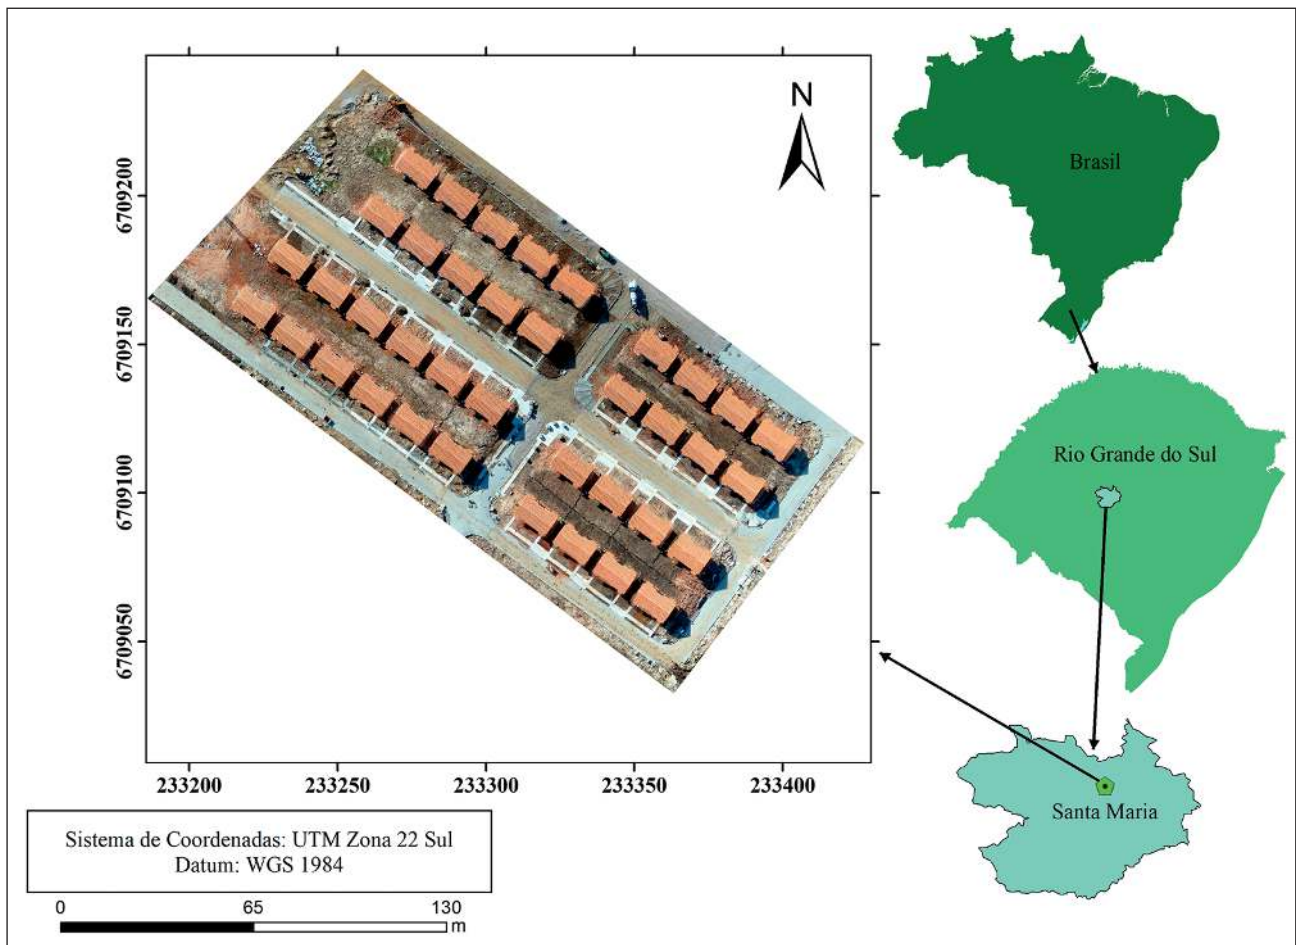 N
Brasil
6709200
6709150
6709100
6709050
Rio Grande do Sul
233200
233250
233300
233350
233400
Santa Maria
Sistema de Coordenadas: UTM Zona 22 Sul
Datum: WGS 1984
0
65
130
m